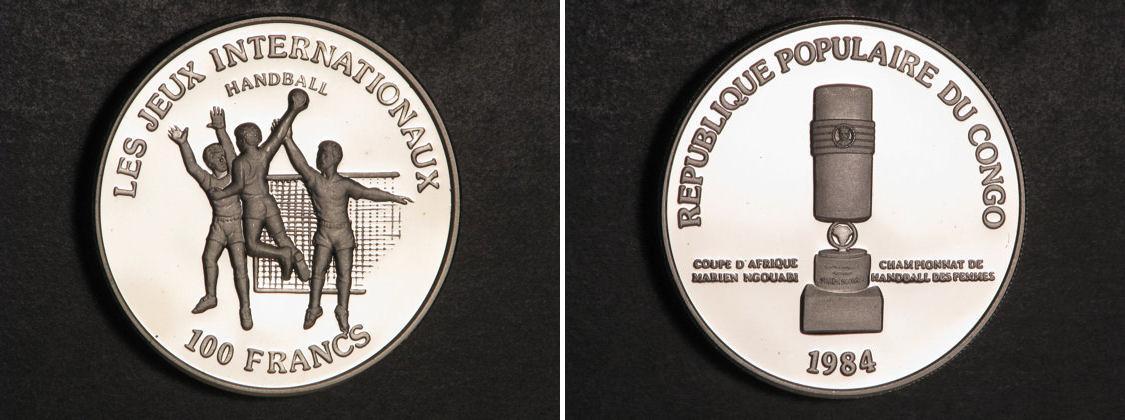 LES JEUX INTERNATIONAUX
HANDBALL
100 FRANCS
REPUBLIQUE POPULAIRE DU CONGO
COUPE D'AFRIQUE
MARIEN NGOUABI
CHAMPIONNAT DE
HANDBALL DES FEMMES
1984